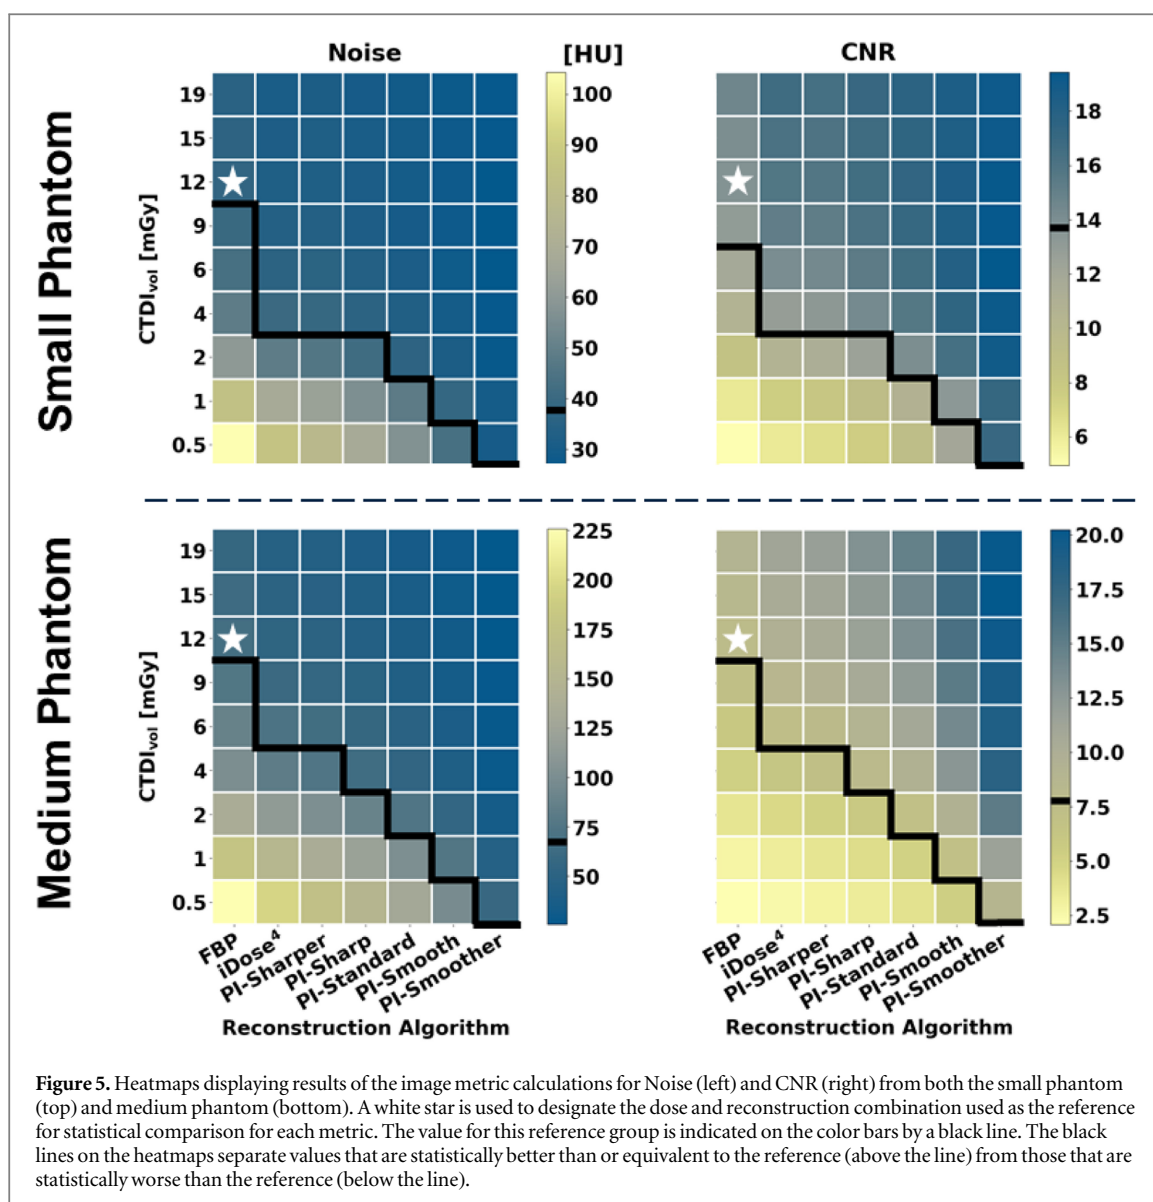 Noise
[HU]
CNR
Small Phantom
CTDIvol [mGy]
19
15
12
9
6
4
2
1
0.5
100
90
80
70
60
50
40
30
18
16
14
12
10
8
6
Medium Phantom
CTDIvol [mGy]
19
15
12
9
6
4
2
1
0.5
225
200
175
150
125
100
75
50
20.0
17.5
15.0
12.5
10.0
7.5
5.0
2.5
FBP
iDose⁴
PI-Sharper
PI-Sharp
PI-Standard
PI-Smooth
PI-Smoother
Reconstruction Algorithm
FBP
iDose⁴
PI-Sharper
PI-Sharp
PI-Standard
PI-Smooth
PI-Smoother
Reconstruction Algorithm
Figure 5. Heatmaps displaying results of the image metric calculations for Noise (left) and CNR (right) from both the small phantom
(top) and medium phantom (bottom). A white star is used to designate the dose and reconstruction combination used as the reference
for statistical comparison for each metric. The value for this reference group is indicated on the color bars by a black line. The black
lines on the heatmaps separate values that are statistically better than or equivalent to the reference (above the line) from those that are
statistically worse than the reference (below the line).